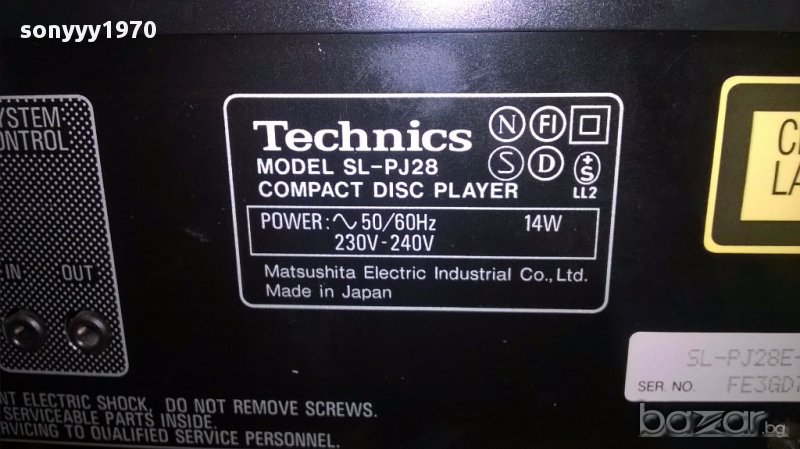 sonyyy1970
SYSTEM
CONTROL
IN
OUT
Technics
MODEL SL-PJ28
COMPACT DISC PLAYER
N FI
S D S
LL2
POWER: ∿ 50/60Hz 14W
230V-240V
Matsushita Electric Industrial Co., Ltd.
Made in Japan
SL-PJ28E-
SER. NO. FE3GD
ELECTRIC SHOCK, DO NOT REMOVE SCREWS.
SERVICEABLE PARTS INSIDE.
TO QUALIFIED SERVICE PERSONNEL.
bazar.bg